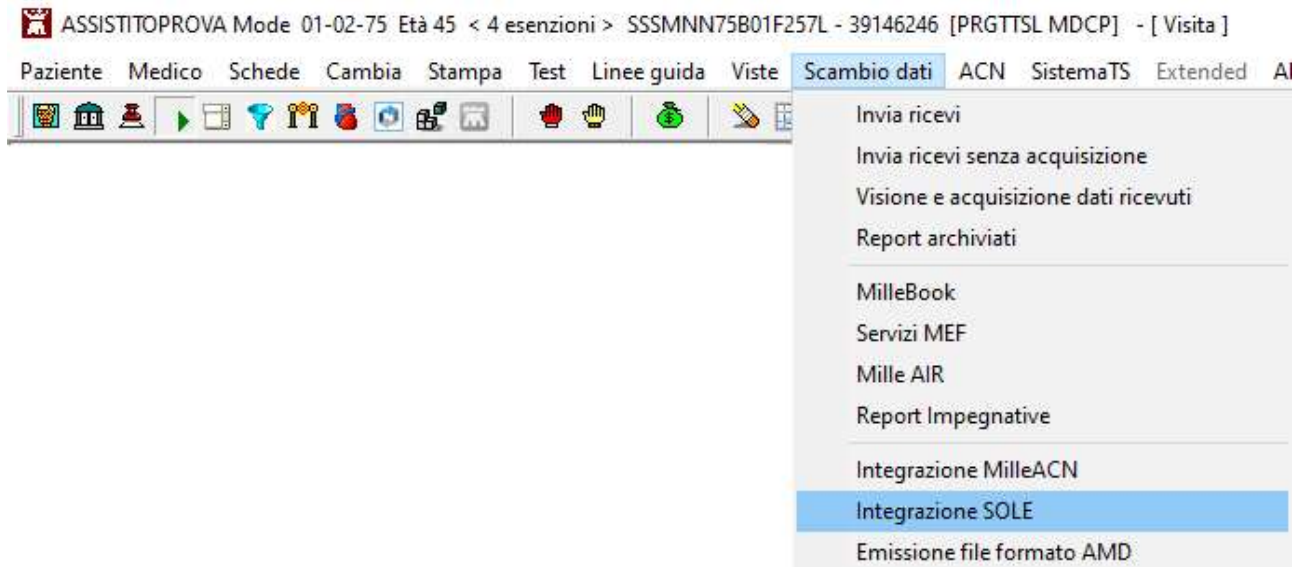 ASSISTITOPROVA Mode 01-02-75 Età 45 < 4 esenzioni > SSSMNN75B01F257L - 39146246 [PRGTTSL MDCP] - [ Visita ]
Paziente Medico Schede Cambia Stampa Test Linee guida Viste Scambio dati ACN SistemaTS Extended
Invia ricevi
Invia ricevi senza acquisizione
Visione e acquisizione dati ricevuti
Report archiviati
MilleBook
Servizi MEF
Mille AIR
Report Impegnative
Integrazione MilleACN
Integrazione SOLE
Emissione file formato AMD